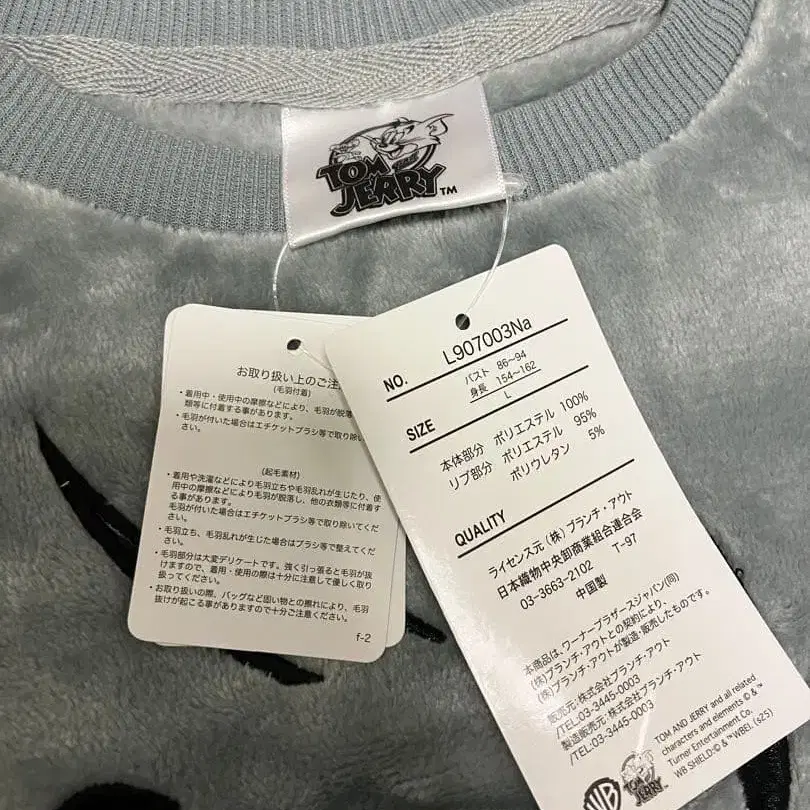 TOM AND JERRY™
お取り扱い上のご注
(毛羽付着)
・着用中・使用中の摩擦などにより、毛羽が脱落
類等に付着する事があります。
・毛羽が付いた場合はエチケットブラシ等で取り除い
さい。
(起毛素材)
・着用や洗濯などにより毛羽立ちや毛羽乱れが生じたり、使
用中の摩擦などにより毛羽が脱落し、他の衣類等に付着す
る事があります。
毛羽が付いた場合はエチケットブラシ等で取り除いてくだ
さい。
・毛羽立ち、毛羽乱れが生じた場合はブラシ等で整えてくだ
さい。
・毛羽部分は大変デリケートです。強く引っ張ると毛羽が抜
けますので、着用・使用の際は十分に注意して優しく取り
扱ってください。
・お取り扱いの際、バッグなど固い物との擦れにより、毛羽
抜けが起こる事がありますので十分ご注意ください。
f-2
NO. L907003Na
バスト 86~94
身長 154~162
SIZE L
本体部分 ポリエステル 100%
リブ部分 ポリエステル 95%
ポリウレタン 5%
QUALITY
ライセンス元 (株) ブランチ・アウト
日本織物中央卸商業組合連合会
03-3663-2102 T-97
中国製
本商品は、ワーナーブラザースジャパン(同)
(株)ブランチ・アウトとの契約により、
(株)ブランチ・アウトが製造・販売したものです。
販売元: 株式会社ブランチ・アウト
/TEL:03-3445-0003
製造販売元: 株式会社ブランチ・アウト
/TEL:03-3445-0003
TOM AND JERRY and all related
characters and elements © & ™
Turner Entertainment Co.
WB SHIELD: © & ™ WBEI. (s25)
WB
TOM AND JERRY